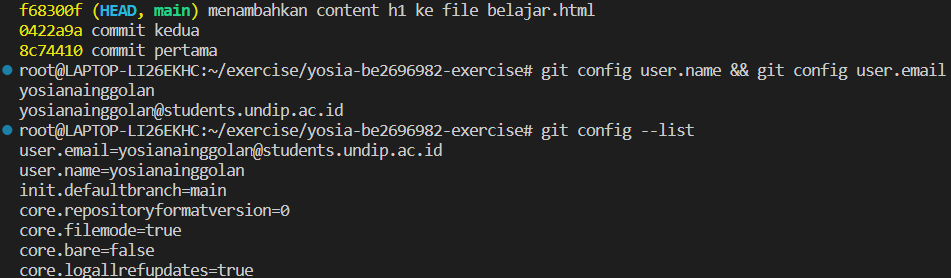 f68300f (HEAD, main) menambahkan content h1 ke file belajar.html
0422a9a commit kedua
8c74410 commit pertama
root@LAPTOP-LI26EKHC:~/exercise/yosia-be2696982-exercise# git config user.name && git config user.email
yosianainggolan
yosianainggolan@students.undip.ac.id
root@LAPTOP-LI26EKHC:~/exercise/yosia-be2696982-exercise# git config --list
user.email=yosianainggolan@students.undip.ac.id
user.name=yosianainggolan
init.defaultbranch=main
core.repositoryformatversion=0
core.filemode=true
core.bare=false
core.logallrefupdates=true